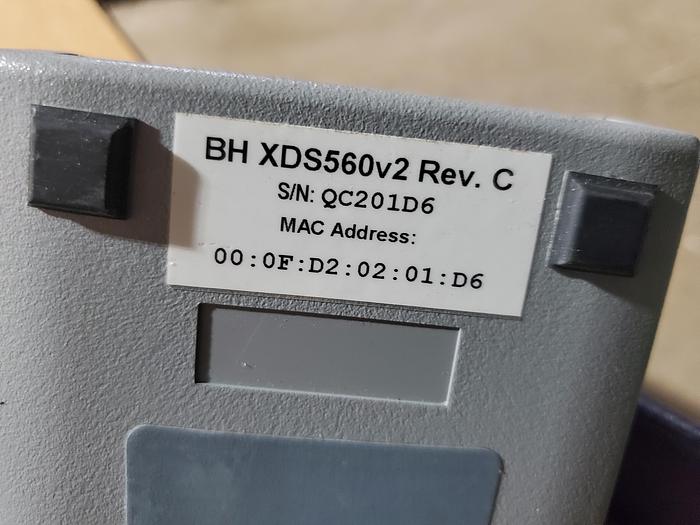 BH XDS560v2 Rev. C
S/N: QC201D6
MAC Address:
00:0F:D2:02:01:D6